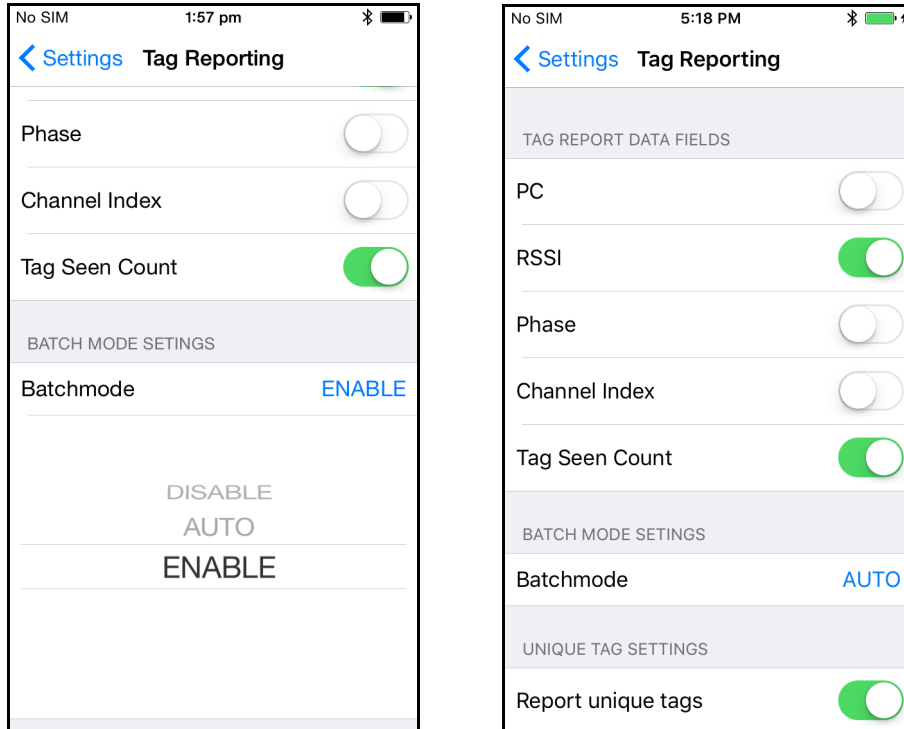 No SIM 1:57 pm
Settings Tag Reporting
Phase
Channel Index
Tag Seen Count
BATCH MODE SETINGS
Batchmode ENABLE
DISABLE
AUTO
ENABLE
No SIM 5:18 PM
Settings Tag Reporting
TAG REPORT DATA FIELDS
PC
RSSI
Phase
Channel Index
Tag Seen Count
BATCH MODE SETINGS
Batchmode AUTO
UNIQUE TAG SETTINGS
Report unique tags